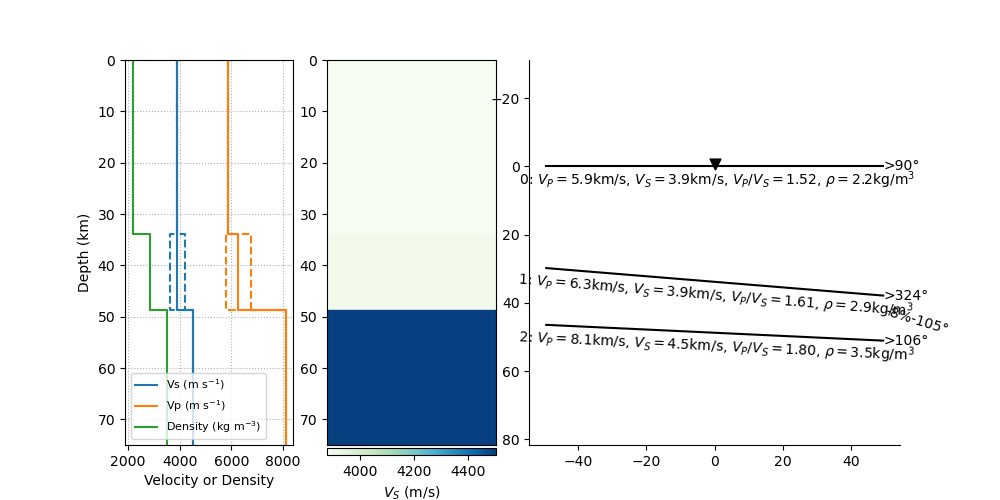 0
10
20
30
40
50
60
70
Depth (km)
2000 4000 6000 8000
Velocity or Density
Vs (m s⁻¹)
Vp (m s⁻¹)
Density (kg m⁻³)
0
10
20
30
40
50
60
70
4000 4200 4400
V_S (m/s)
−20
0
20
40
60
80
−40 −20 0 20 40
>90°
0: V_P = 5.9km/s, V_S = 3.9km/s, V_P/V_S = 1.52, ρ = 2.2kg/m³
>324°
1: V_P = 6.3km/s, V_S = 3.9km/s, V_P/V_S = 1.61, ρ = 2.9kg/m³
>106°
2: V_P = 8.1km/s, V_S = 4.5km/s, V_P/V_S = 1.80, ρ = 3.5kg/m³